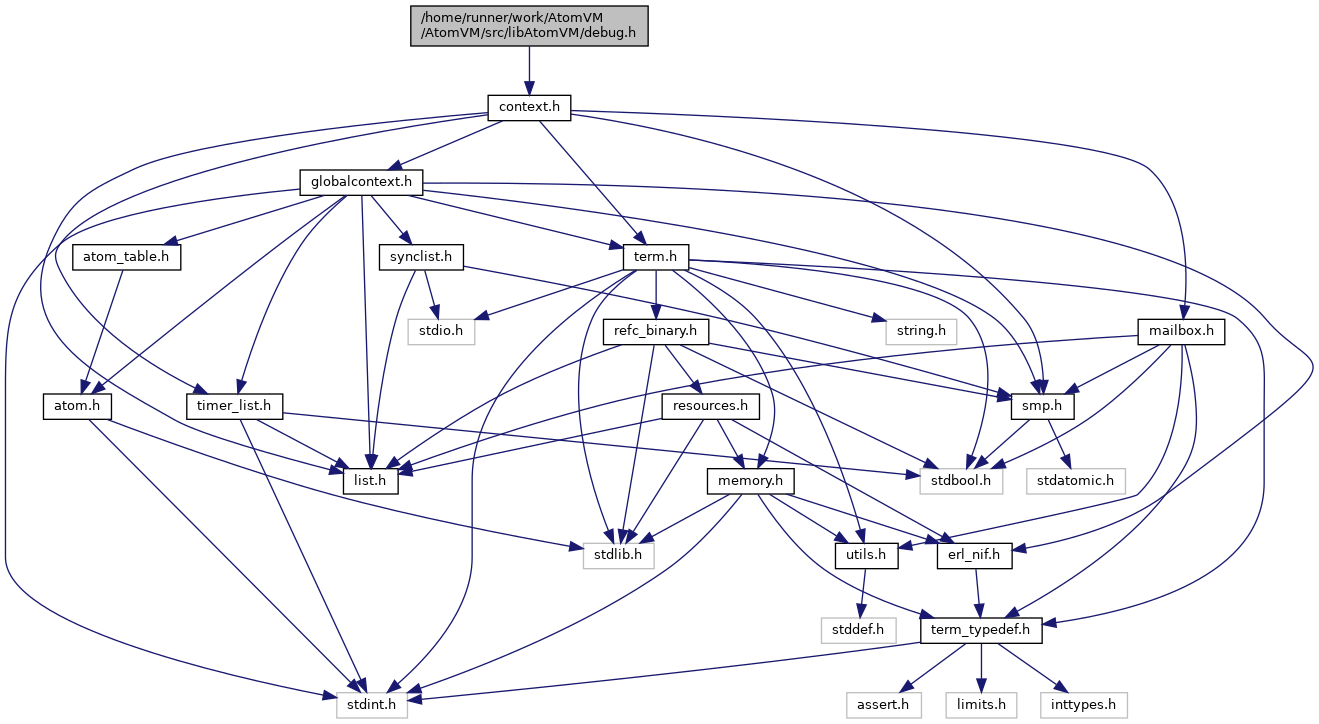 /home/runner/work/AtomVM
/AtomVM/src/libAtomVM/debug.h
context.h
globalcontext.h
atom_table.h
synclist.h
term.h
stdio.h
refc_binary.h
string.h
mailbox.h
atom.h
timer_list.h
resources.h
smp.h
list.h
memory.h
stdbool.h
stdatomic.h
stdlib.h
utils.h
erl_nif.h
stddef.h
term_typedef.h
stdint.h
assert.h
limits.h
inttypes.h